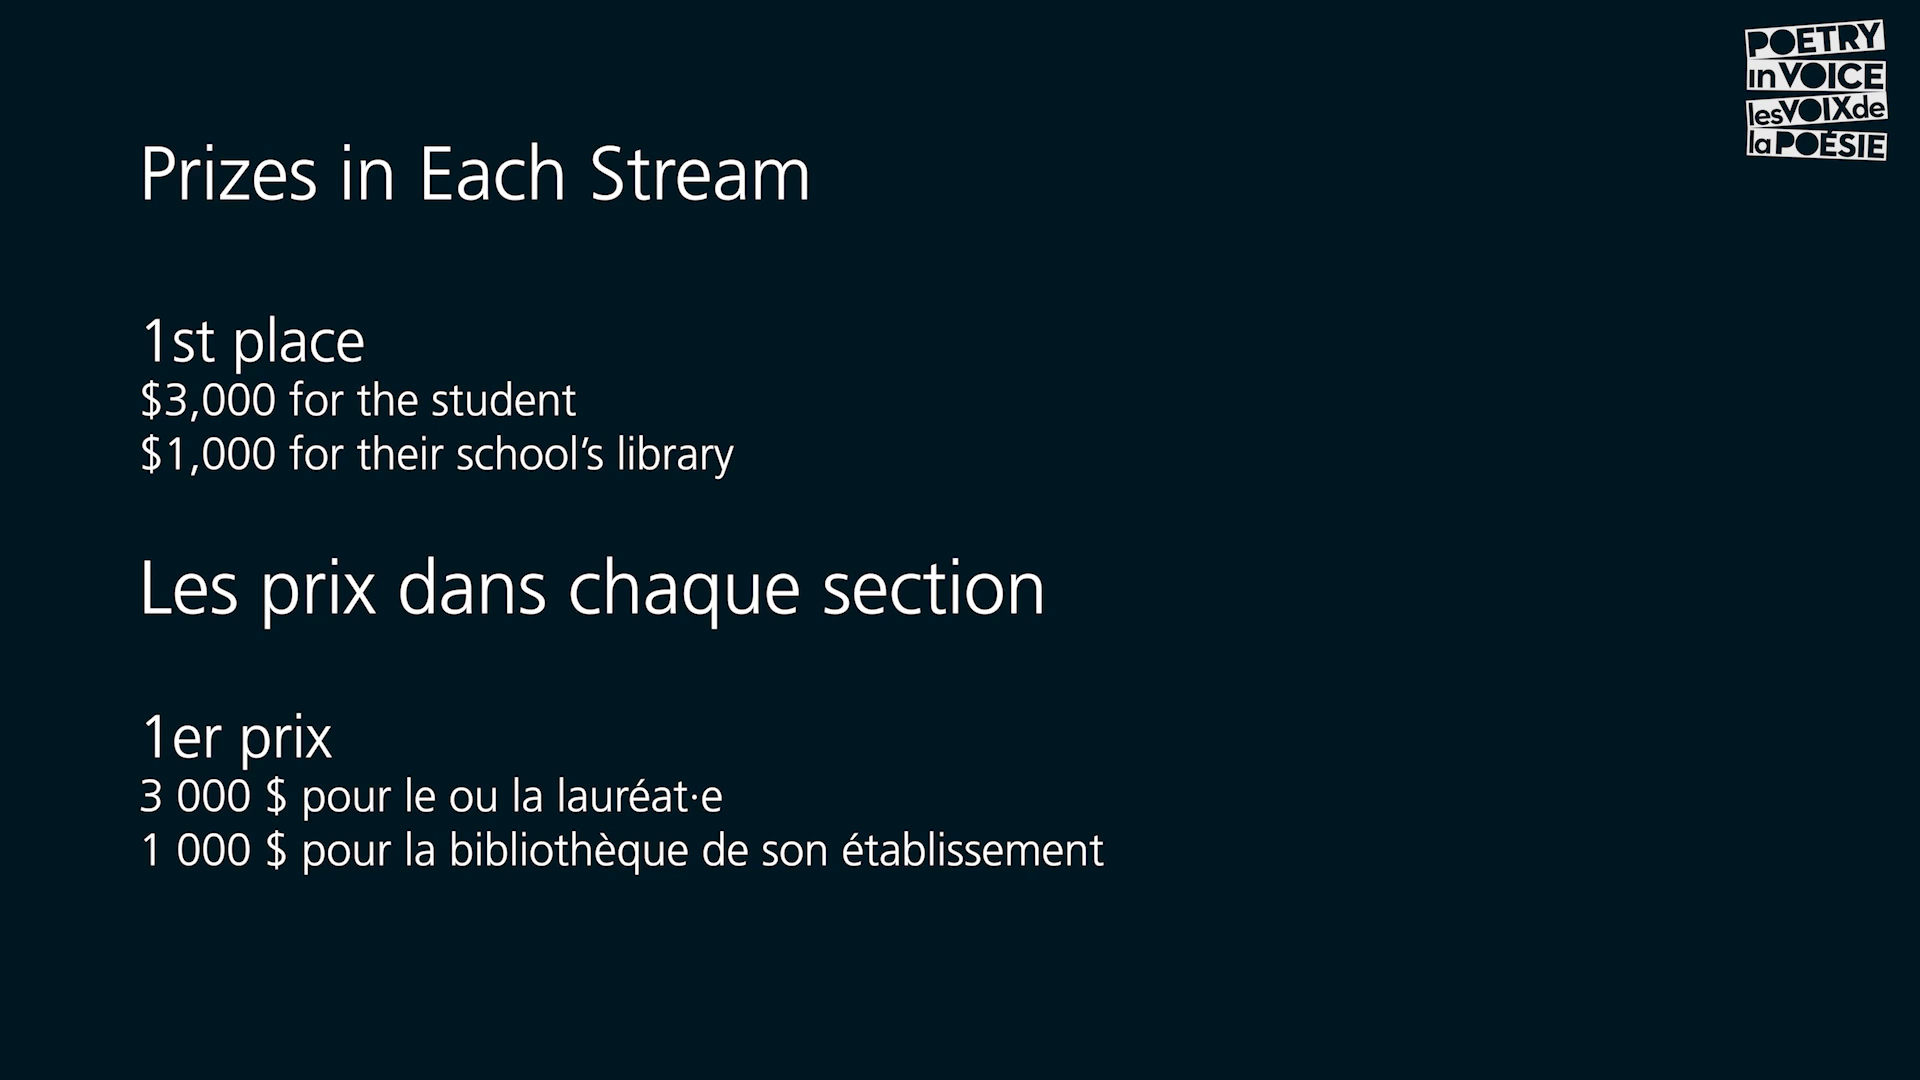 POETRY
in VOICE
les VOIX de
la POÉSIE
Prizes in Each Stream
1st place
$3,000 for the student
$1,000 for their school’s library
Les prix dans chaque section
1er prix
3 000 $ pour le ou la lauréat·e
1 000 $ pour la bibliothèque de son établissement